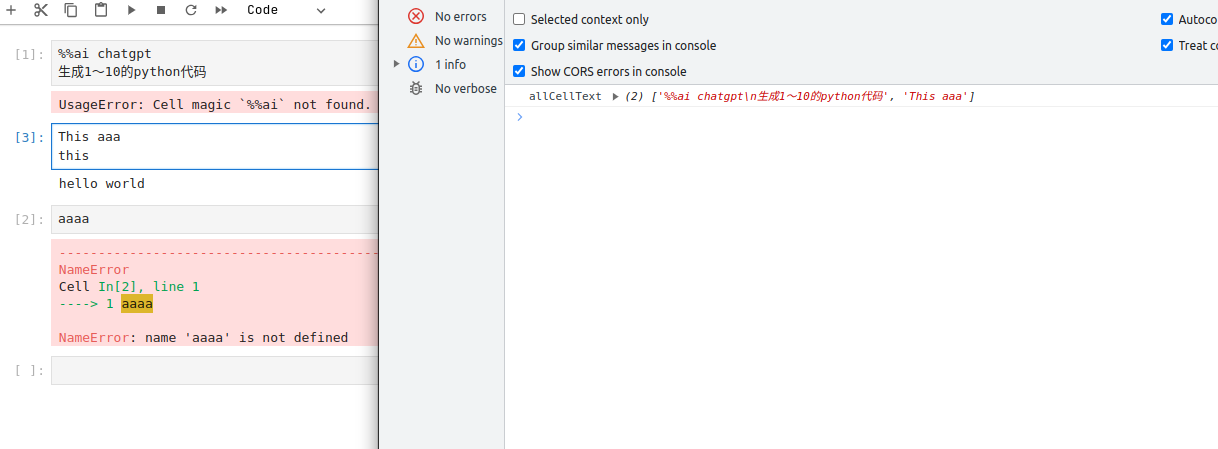 Code
[1]:
%%ai chatgpt
生成1～10的python代码
UsageError: Cell magic `%%ai` not found.
[3]:
This aaa
this
hello world
[2]:
aaaa
---------------------------------------
NameError
Cell In[2], line 1
----> 1 aaaa
NameError: name 'aaaa' is not defined
[ ]:
No errors
No warnings
1 info
No verbose
Selected context only
Group similar messages in console
Show CORS errors in console
Autoco
Treat co
allCellText ▶ (2) ['%%ai chatgpt\n生成1～10的python代码', 'This aaa']